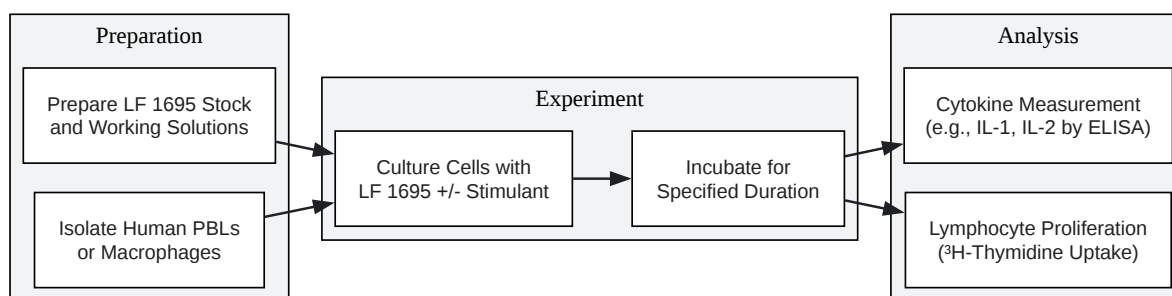 Preparation
Prepare LF 1695 Stock
and Working Solutions
Isolate Human PBLs
or Macrophages
Experiment
Culture Cells with
LF 1695 +/- Stimulant
Incubate for
Specified Duration
Analysis
Cytokine Measurement
(e.g., IL-1, IL-2 by ELISA)
Lymphocyte Proliferation
(³H-Thymidine Uptake)